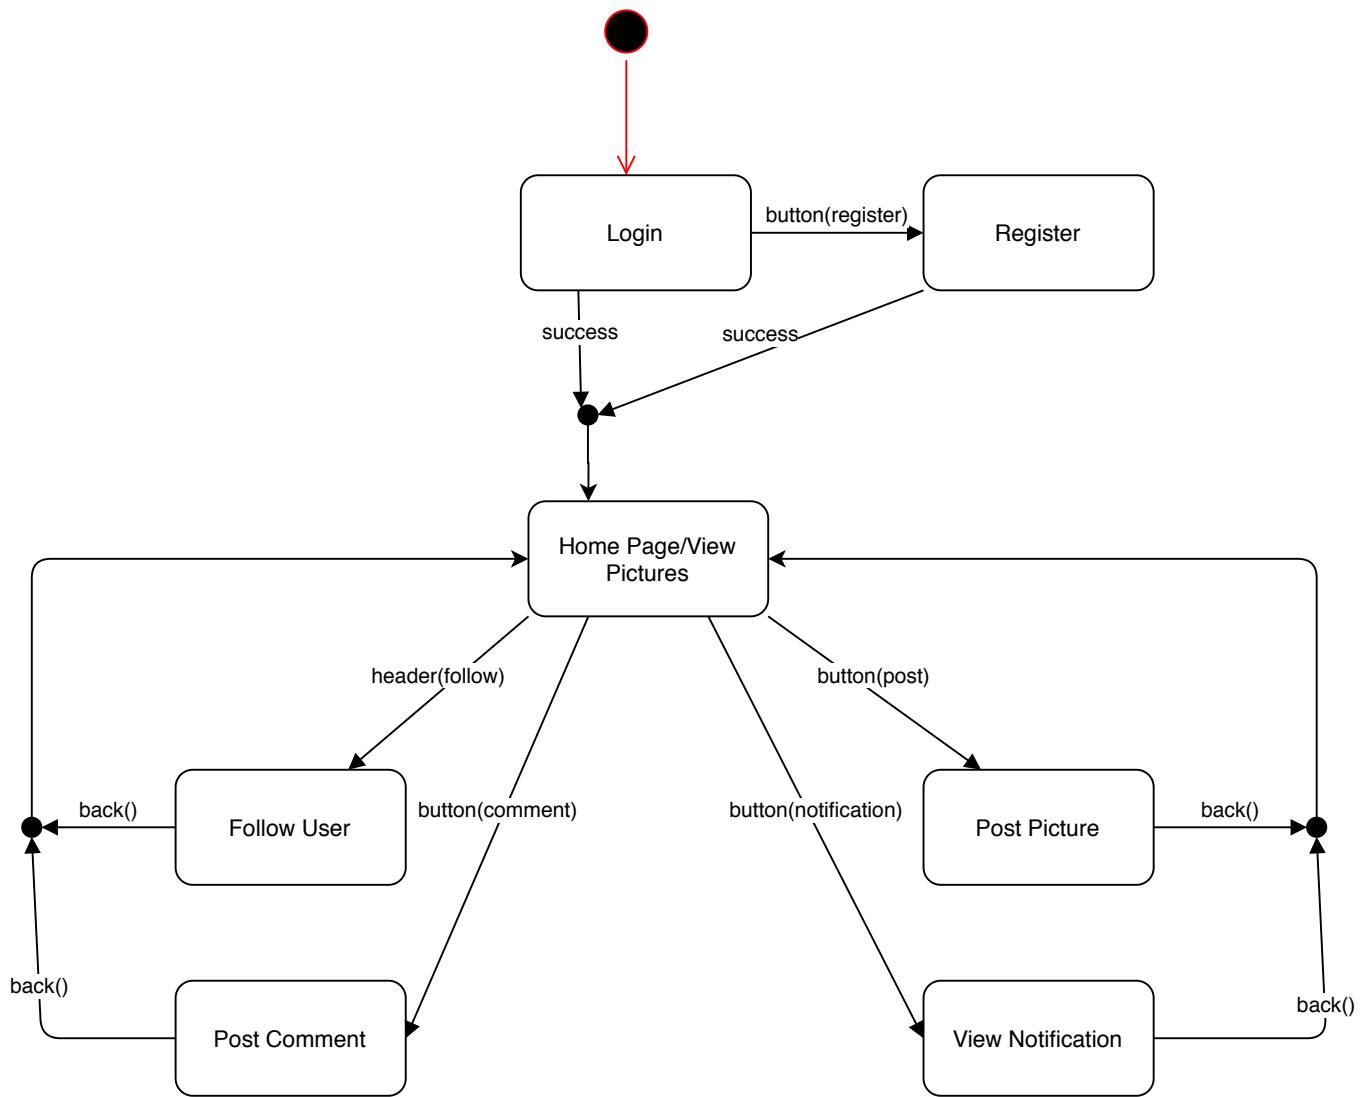 Login
button(register)
Register
success
success
Home Page/View
Pictures
header(follow)
button(post)
back()
Follow User
button(comment)
button(notification)
Post Picture
back()
back()
Post Comment
View Notification
back()